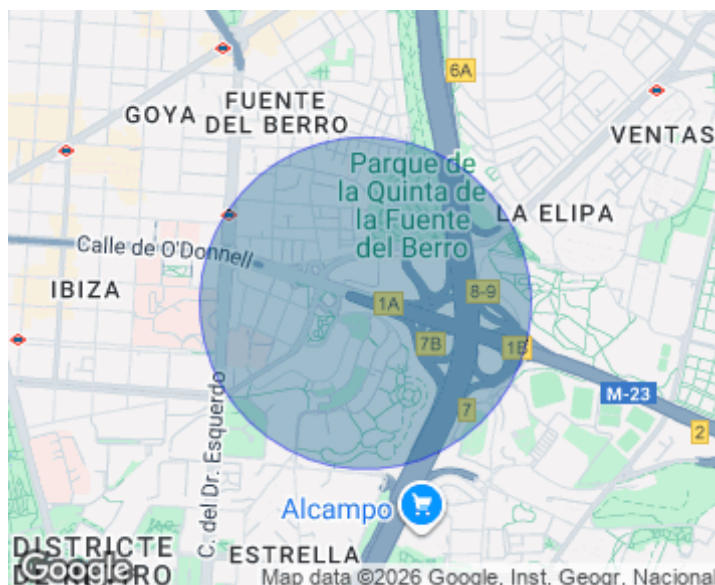 6A
GOYA
FUENTE
DEL BERRO
VENTAS
Parque de
la Quinta de
la Fuente
del Berro
LA ELIPA
Calle de O'Donnell
IBIZA
8-9
1A
7B
1B
M-23
7
2
C. del Dr. Esquerdo
Alcampo
DISTRICTE
DE RETIRO
ESTRELLA
Google
Map data ©2026 Google, Inst. Geogr. Nacional